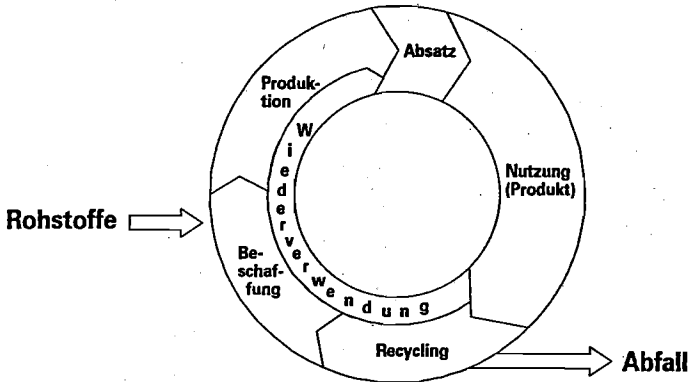 Absatz
Produk-
tion
Wiederverwendung
Nutzung
(Produkt)
Rohstoffe
Be-
schaf-
fung
Recycling
Abfall